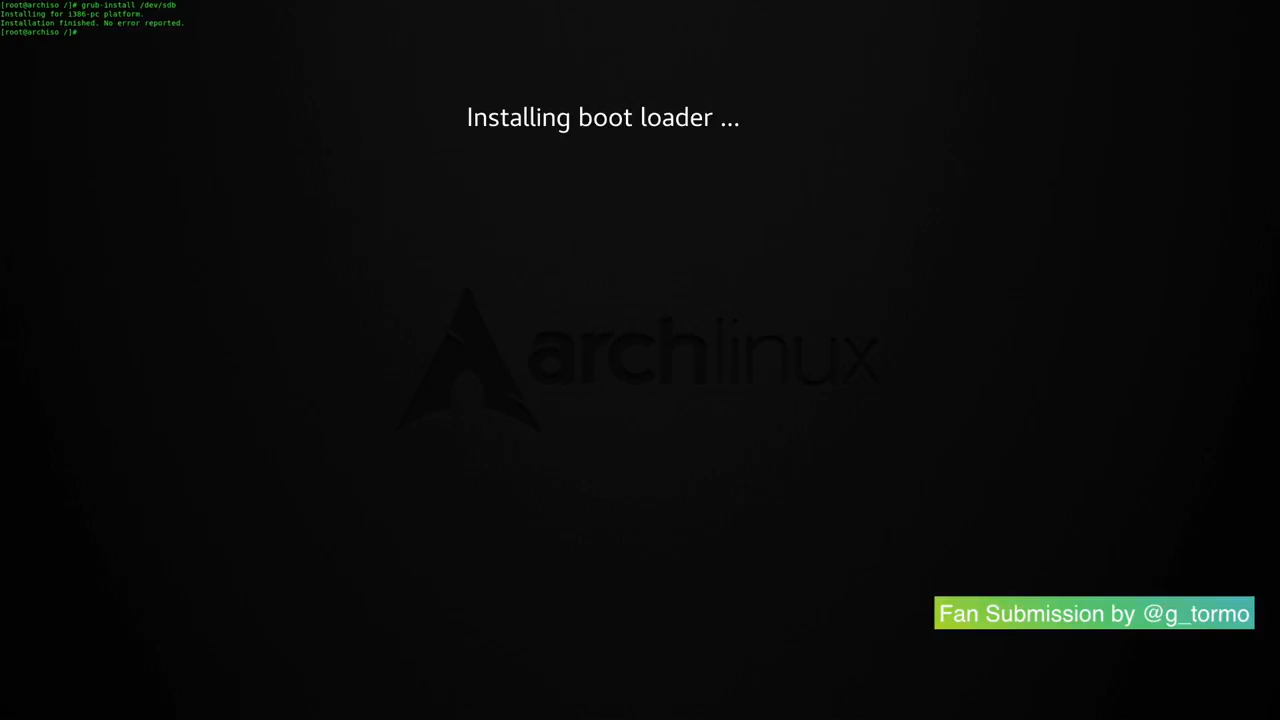 [root@archiso /]# grub-install /dev/sdb
Installing for i386-pc platform.
Installation finished. No error reported.
[root@archiso /]#
Installing boot loader ...
archlinux
Fan Submission by @g_tormo